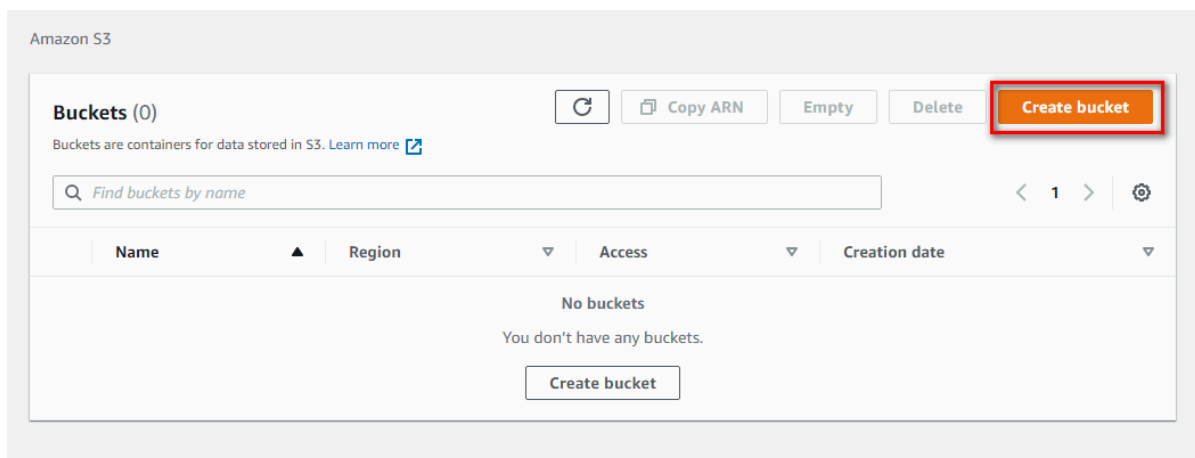 Amazon S3
Buckets (0)
Copy ARN
Empty
Delete
Create bucket
Buckets are containers for data stored in S3. Learn more
Find buckets by name
1
Name Region Access Creation date
No buckets
You don't have any buckets.
Create bucket